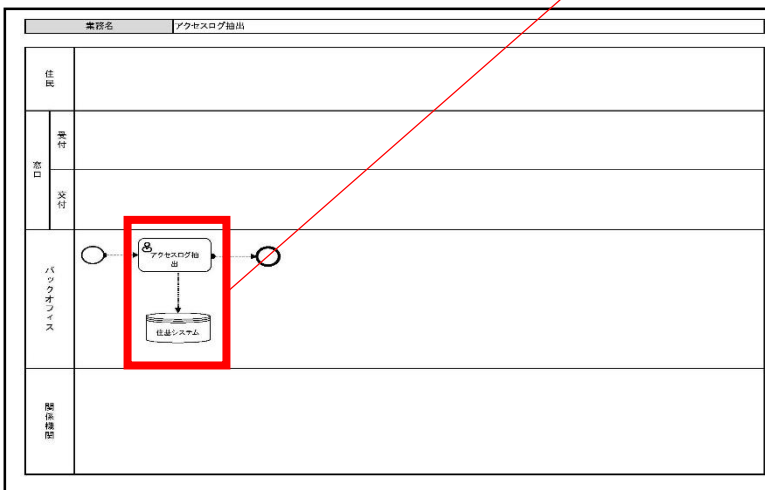 業務名
アクセスログ抽出
住民
窓口
受付
交付
バックオフィス
アクセスログ抽
出
住基システム
関係機関